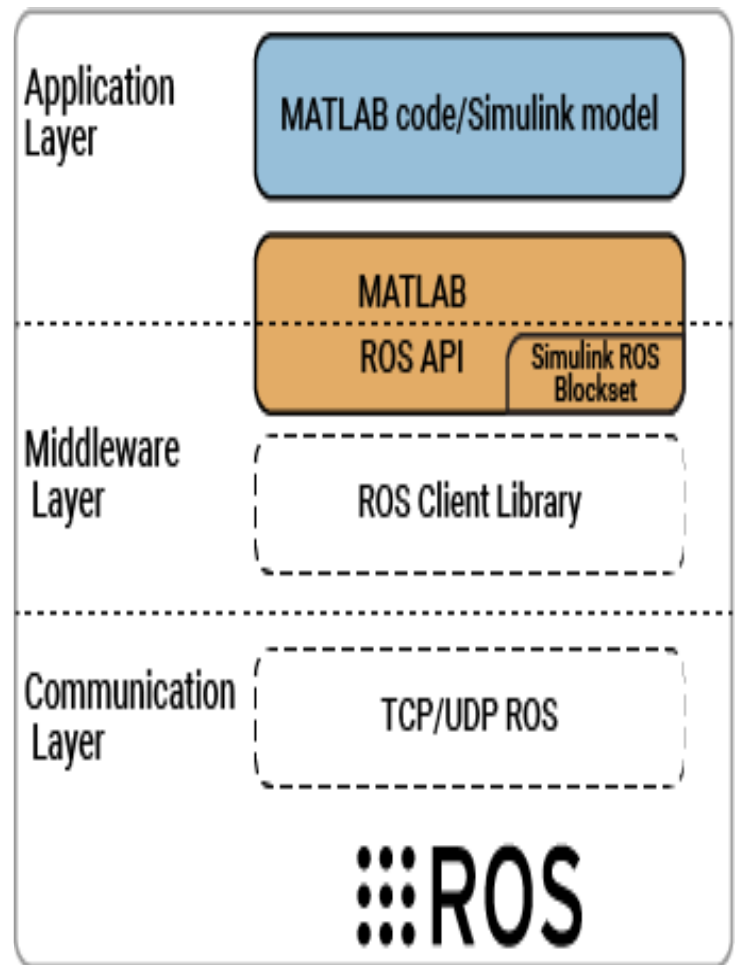 Application
Layer
MATLAB code/Simulink model
MATLAB
ROS API
Simulink ROS
Blockset
Middleware
Layer
ROS Client Library
Communication
Layer
TCP/UDP ROS
ROS